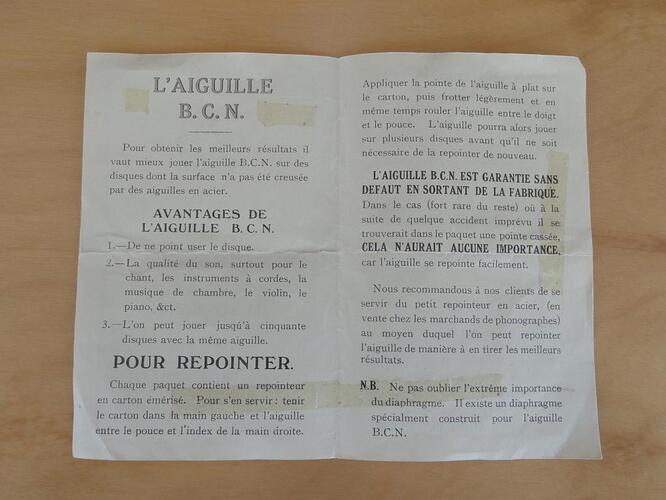 L'AIGUILLE
B. C. N.
Pour obtenir les meilleurs résultats il
vaut mieux jouer l'aiguille B.C.N. sur des
disques dont la surface n'a pas été creusée
par des aiguilles en acier.
AVANTAGES DE
L'AIGUILLE B. C. N.
1.—De ne point user le disque.
2.—La qualité du son, surtout pour le
chant, les instruments à cordes, la
musique de chambre, le violin, le
piano, &ct.
3.—L'on peut jouer jusqu'à cinquante
disques avec la même aiguille.
POUR REPOINTER.
Chaque paquet contient un repointeur
en carton émérisé. Pour s'en servir: tenir
le carton dans la main gauche et l'aiguille
entre le pouce et l'index de la main droite.
Appliquer la pointe de l'aiguille à plat sur
le carton, puis frotter légèrement et en
même temps rouler l'aiguille entre le doigt
et le pouce. L'aiguille pourra alors jouer
sur plusieurs disques avant qu'il ne soit
nécessaire de la repointer de nouveau.
L'AIGUILLE B.C.N. EST GARANTIE SANS
DEFAUT EN SORTANT DE LA FABRIQUE.
Dans le cas (fort rare du reste) où à la
suite de quelque accident imprévu il se
trouverait dans le paquet une pointe cassée,
CELA N'AURAIT AUCUNE IMPORTANCE,
car l'aiguille se repointe facilement.
Nous recommandous à nos clients de se
servir du petit repointeur en acier, (en
vente chez les marchands de phonographes)
au moyen duquel l'on peut repointer
l'aiguille de manière à en tirer les meilleurs
résultats.
N.B. Ne pas oublier l'extrême importance
du diaphragme. Il existe un diaphragme
spécialment construit pour l'aiguille
B.C.N.